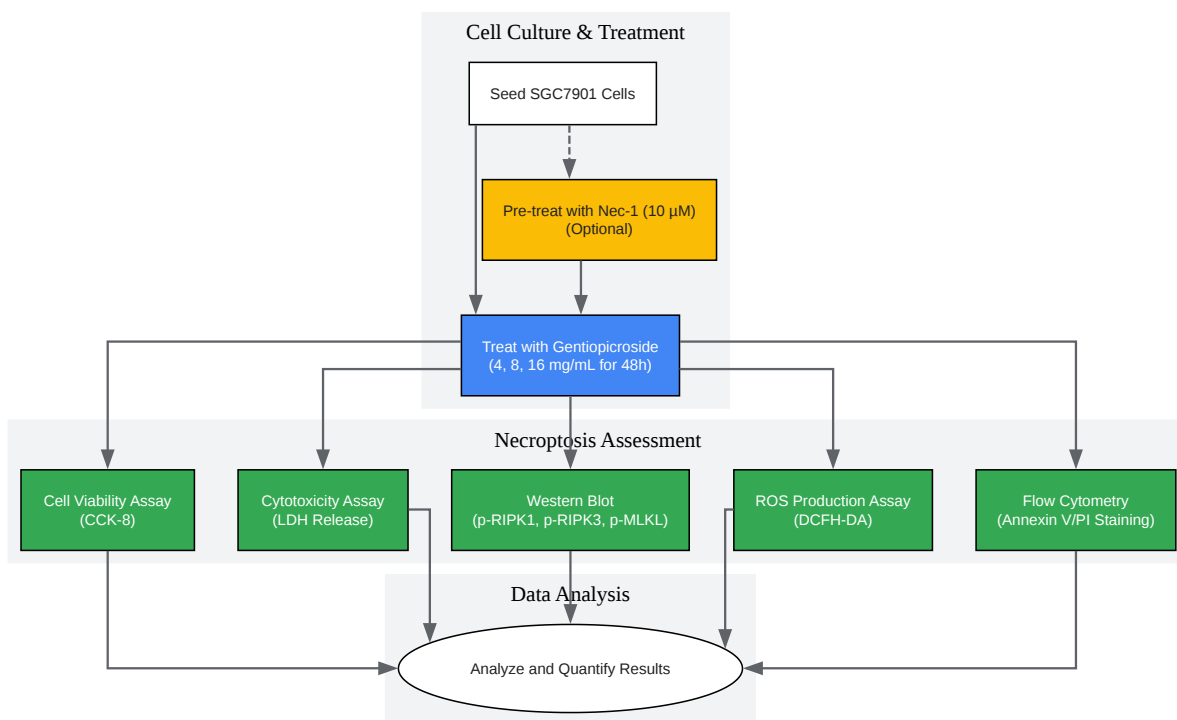 Cell Culture & Treatment
Seed SGC7901 Cells
Pre-treat with Nec-1 (10 µM)
(Optional)
Treat with Gentiopicroside
(4, 8, 16 mg/mL for 48h)
Necroptosis Assessment
Cell Viability Assay
(CCK-8)
Cytotoxicity Assay
(LDH Release)
Western Blot
(p-RIPK1, p-RIPK3, p-MLKL)
ROS Production Assay
(DCFH-DA)
Flow Cytometry
(Annexin V/PI Staining)
Data Analysis
Analyze and Quantify Results